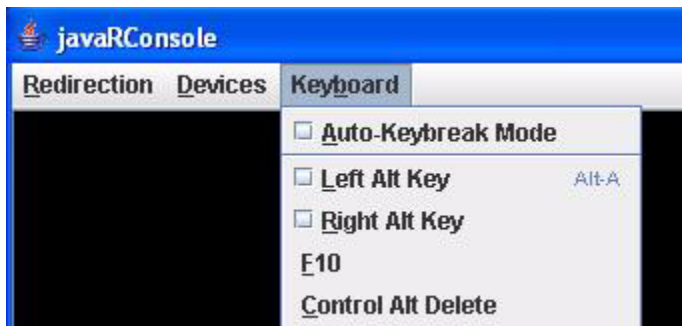 javaRConsole
Redirection Devices Keyboard
Auto-Keybreak Mode
Left Alt Key Alt-A
Right Alt Key
F10
Control Alt Delete